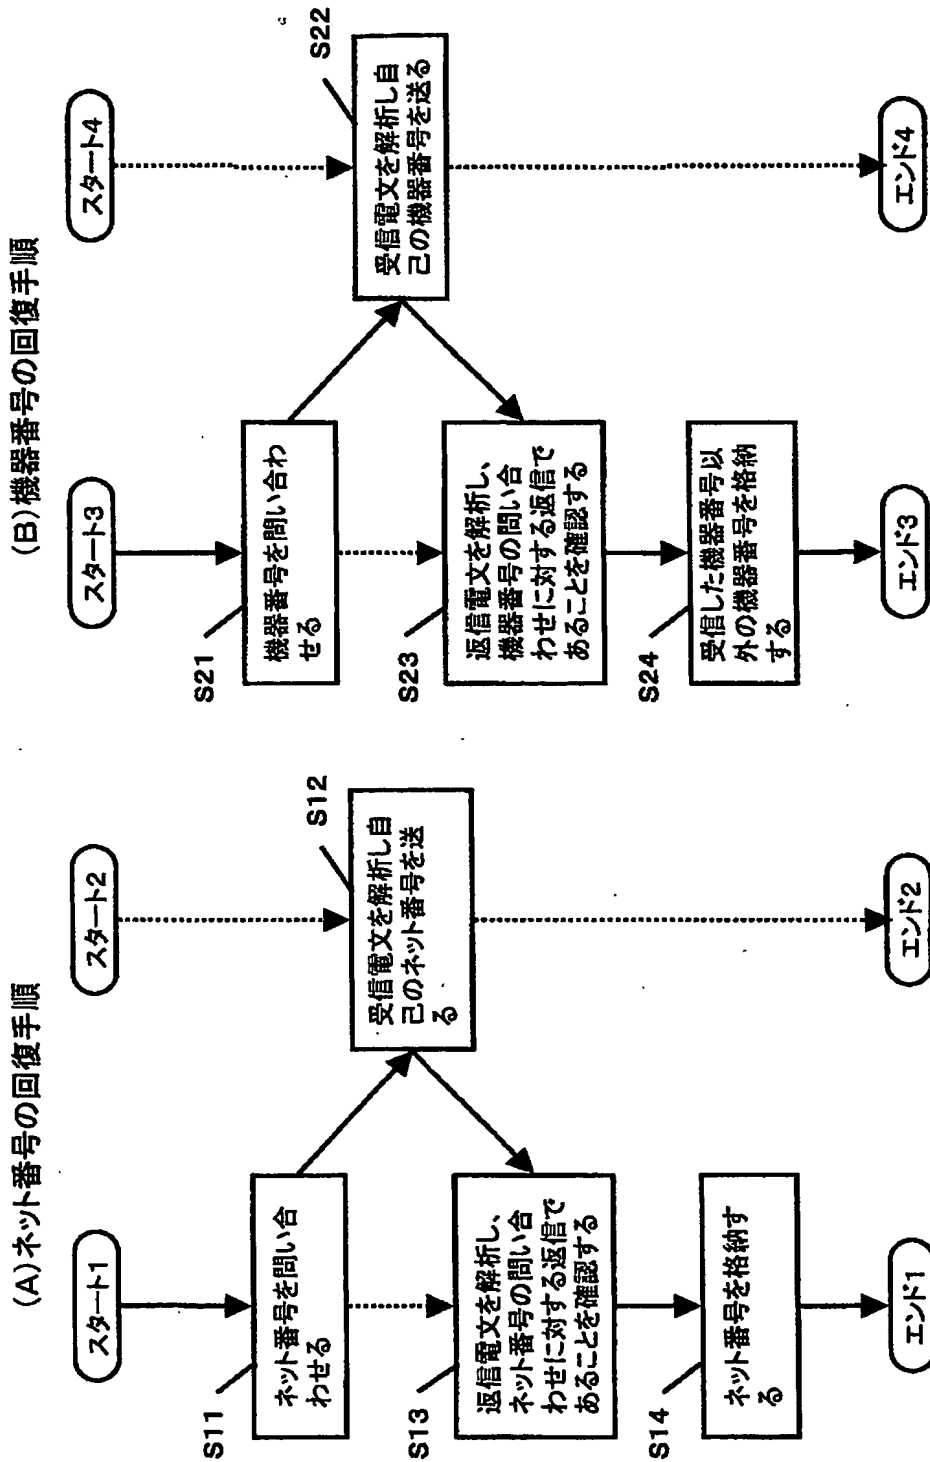 (A)ネット番号の回復手順
スタート1
スタート2
S11
ネット番号を問い合
わせる
S12
受信電文を解析し自
己のネット番号を送
る
S13
返信電文を解析し、
ネット番号の問い合
わせに対する返信で
あることを確認する
S14
ネット番号を格納す
る
エンド1
エンド2
(B)機器番号の回復手順
スタート3
スタート4
S21
機器番号を問い合わ
せる
S22
受信電文を解析し自
己の機器番号を送る
S23
返信電文を解析し、
機器番号の問い合
わせに対する返信で
あることを確認する
S24
受信した機器番号以
外の機器番号を格納
する
エンド3
エンド4